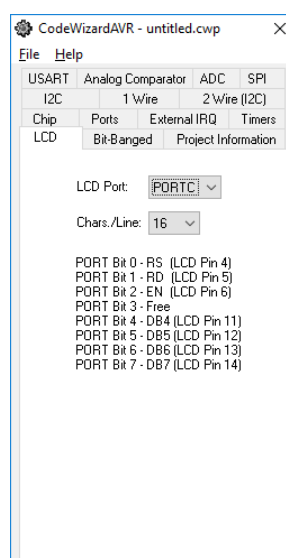 CodeWizardAVR - untitled.cwp
File Help
USART Analog Comparator ADC SPI
I2C 1 Wire 2 Wire (I2C)
Chip Ports External IRQ Timers
LCD Bit-Banged Project Information
LCD Port: PORTC
Chars./Line: 16
PORT Bit 0 - RS (LCD Pin 4)
PORT Bit 1 - RD (LCD Pin 5)
PORT Bit 2 - EN (LCD Pin 6)
PORT Bit 3 - Free
PORT Bit 4 - DB4 (LCD Pin 11)
PORT Bit 5 - DB5 (LCD Pin 12)
PORT Bit 6 - DB6 (LCD Pin 13)
PORT Bit 7 - DB7 (LCD Pin 14)